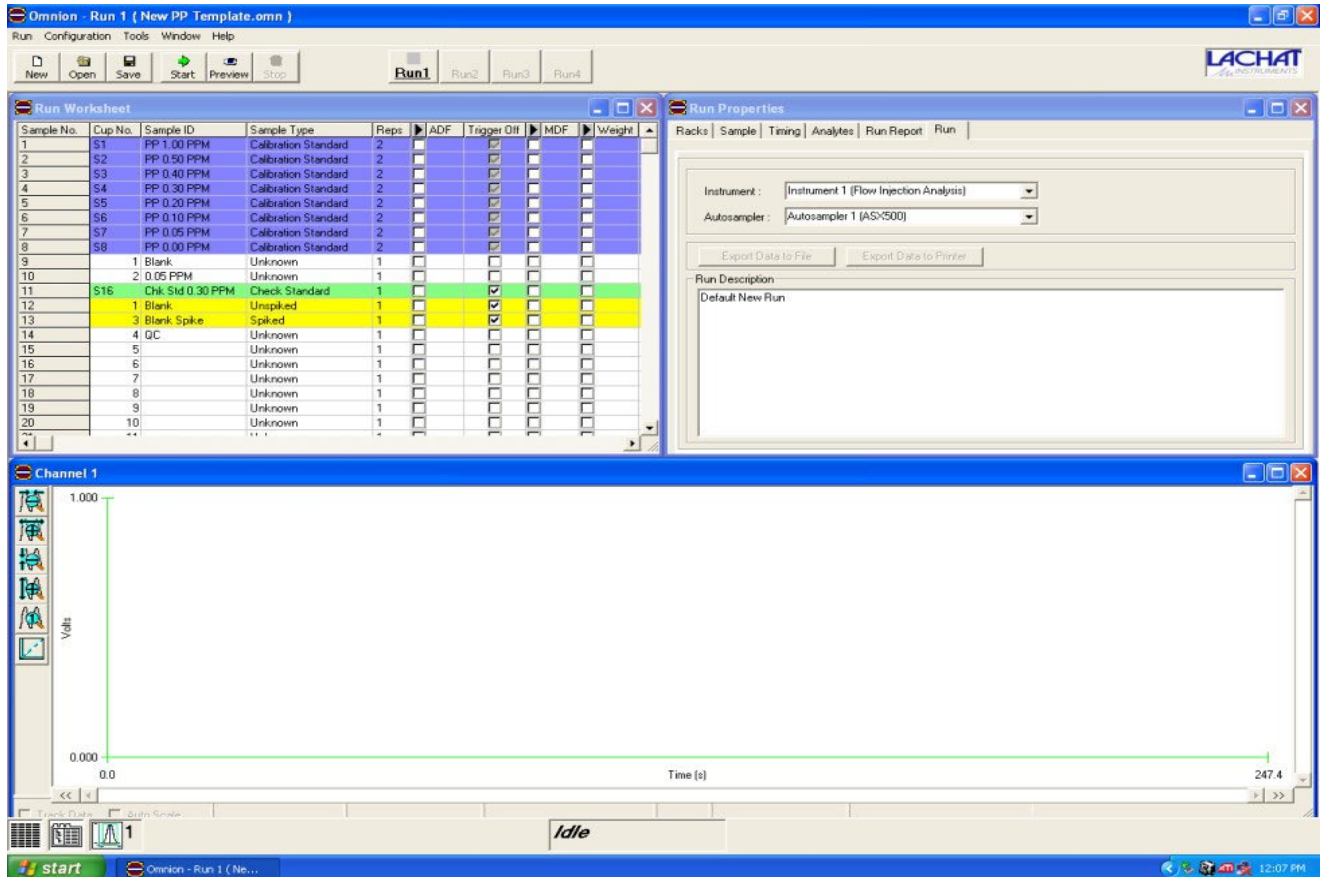 Omnion - Run 1 ( New PP Template.omn )
Run Configuration Tools Window Help
New Open Save Start Preview Stop Run1 Run2 Run3 Run4
LACHAT
INSTRUMENTS
Run Worksheet
Sample No. Cup No. Sample ID Sample Type Reps ADF Trigger Off MDF Weight
1 S1 PP 1.00 PPM Calibration Standard 2
2 S2 PP 0.50 PPM Calibration Standard 2
3 S3 PP 0.40 PPM Calibration Standard 2
4 S4 PP 0.30 PPM Calibration Standard 2
5 S5 PP 0.20 PPM Calibration Standard 2
6 S6 PP 0.10 PPM Calibration Standard 2
7 S7 PP 0.05 PPM Calibration Standard 2
8 S8 PP 0.00 PPM Calibration Standard 2
9 1 Blank Unknown 1
10 2 0.05 PPM Unknown 1
11 S16 Chk Std 0.30 PPM Check Standard 1
12 1 Blank Unspiked 1
13 3 Blank Spike Spiked 1
14 4 QC Unknown 1
15 5 Unknown 1
16 6 Unknown 1
17 7 Unknown 1
18 8 Unknown 1
19 9 Unknown 1
20 10 Unknown 1
Run Properties
Racks Sample Timing Analytes Run Report Run
Instrument : Instrument 1 (Flow Injection Analysis)
Autosampler : Autosampler 1 (ASX500)
Export Data to File Export Data to Printer
Run Description
Default New Run
Channel 1
1.000
Volts
0.000
0.0 Time (s) 247.4
<< >>
Track Data Auto Scale
1 Idle
start Omnion - Run 1 ( Ne... 12:07 PM